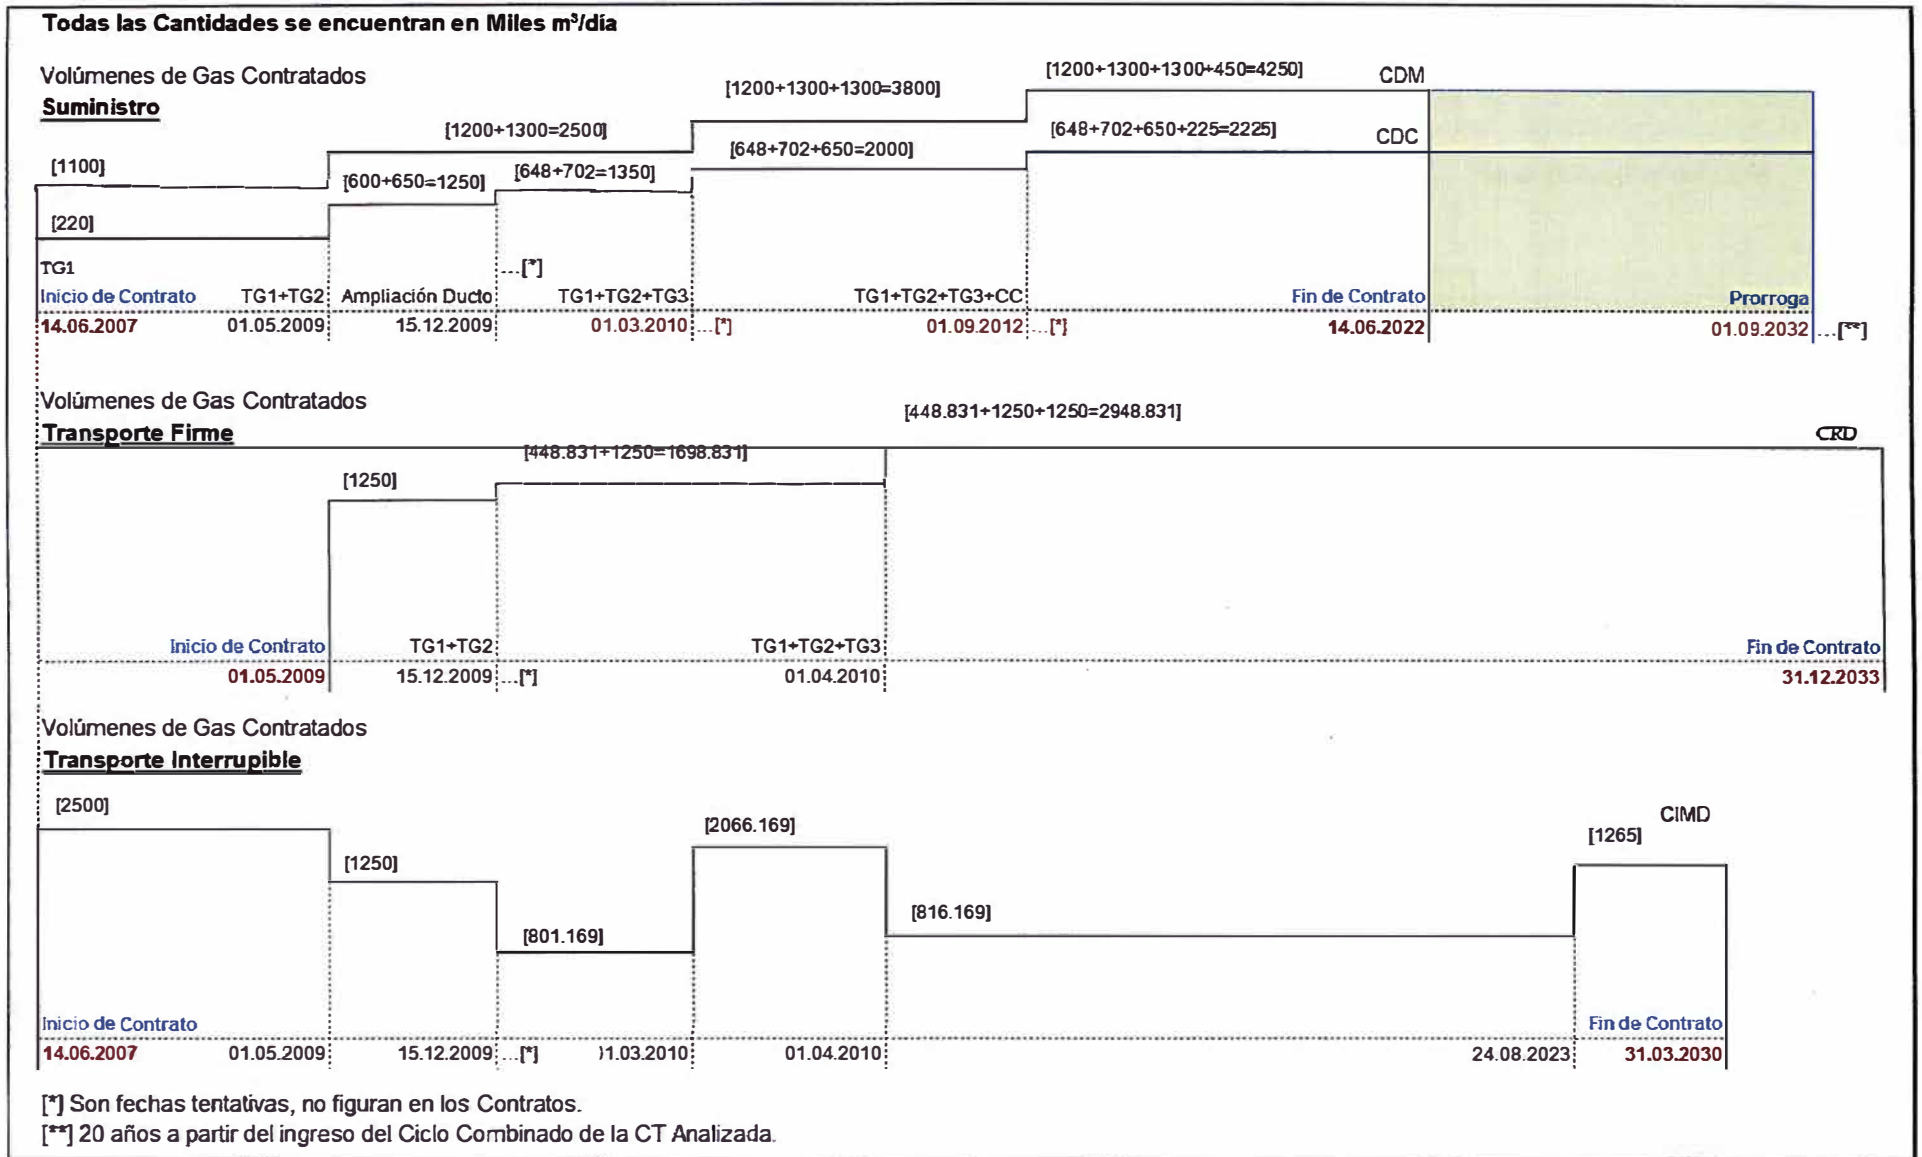 Todas las Cantidades se encuentran en Miles m³/día
Volúmenes de Gas Contratados
Suministro
[1200+1300+1300+450=4250] CDM
[1200+1300+1300=3800]
[1200+1300=2500]
[648+702+650+225=2225] CDC
[648+702+650=2000]
[1100]
[600+650=1250]
[648+702=1350]
[220]
TG1
...[*]
Inicio de Contrato TG1+TG2 Ampliación Ducto TG1+TG2+TG3 TG1+TG2+TG3+CC Fin de Contrato Prorroga
14.06.2007 01.05.2009 15.12.2009 01.03.2010 ...[*] 01.09.2012 ...[*] 14.06.2022 01.09.2032 ...[**]
Volúmenes de Gas Contratados
Transporte Firme
[448.831+1250+1250=2948.831]
CRD
[448.831+1250=1698.831]
[1250]
Inicio de Contrato TG1+TG2 TG1+TG2+TG3 Fin de Contrato
01.05.2009 15.12.2009 ...[*] 01.04.2010 31.12.2033
Volúmenes de Gas Contratados
Transporte Interrupible
[2500]
[2066.169]
CIMD
[1265]
[1250]
[816.169]
[801.169]
Inicio de Contrato Fin de Contrato
14.06.2007 01.05.2009 15.12.2009 ...[*] 1.03.2010 01.04.2010 24.08.2023 31.03.2030
[*] Son fechas tentativas, no figuran en los Contratos.
[**] 20 años a partir del ingreso del Ciclo Combinado de la CT Analizada.